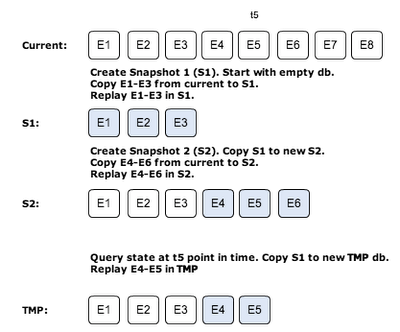 t5
Current: E1 E2 E3 E4 E5 E6 E7 E8
Create Snapshot 1 (S1). Start with empty db.
Copy E1-E3 from current to S1.
Replay E1-E3 in S1.
S1: E1 E2 E3
Create Snapshot 2 (S2). Copy S1 to new S2.
Copy E4-E6 from current to S2.
Replay E4-E6 in S2.
S2: E1 E2 E3 E4 E5 E6
Query state at t5 point in time. Copy S1 to new TMP db.
Replay E4-E5 in TMP
TMP: E1 E2 E3 E4 E5